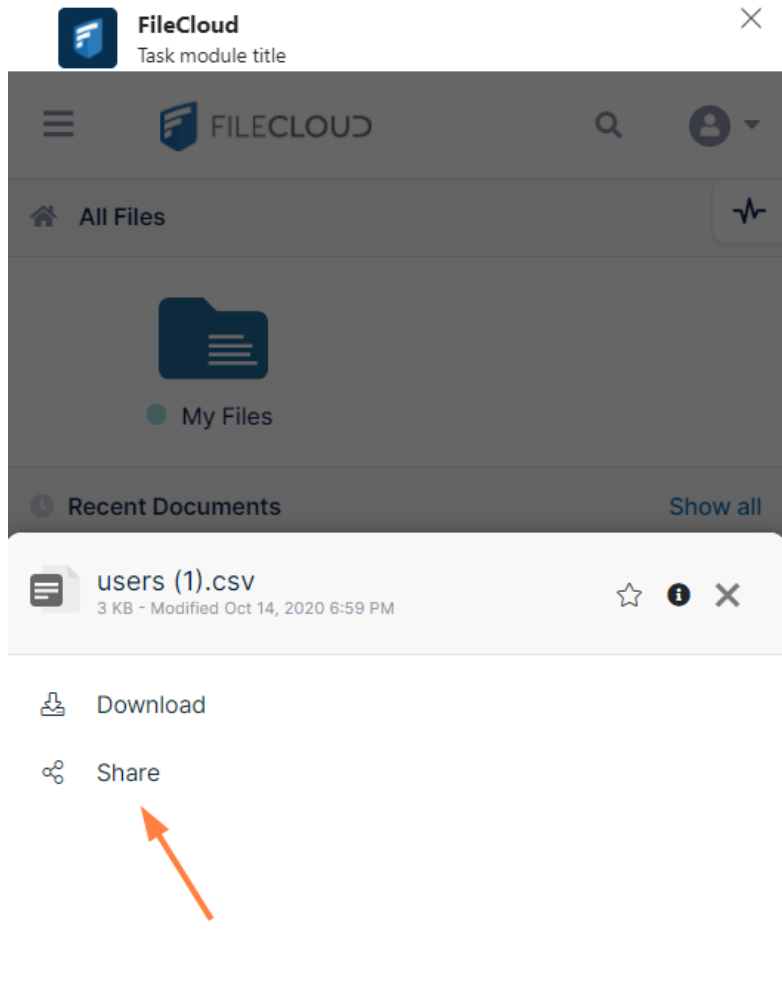 FileCloud
Task module title
FILECLOUD
All Files
My Files
Recent Documents
Show all
users (1).csv
3 KB - Modified Oct 14, 2020 6:59 PM
Download
Share